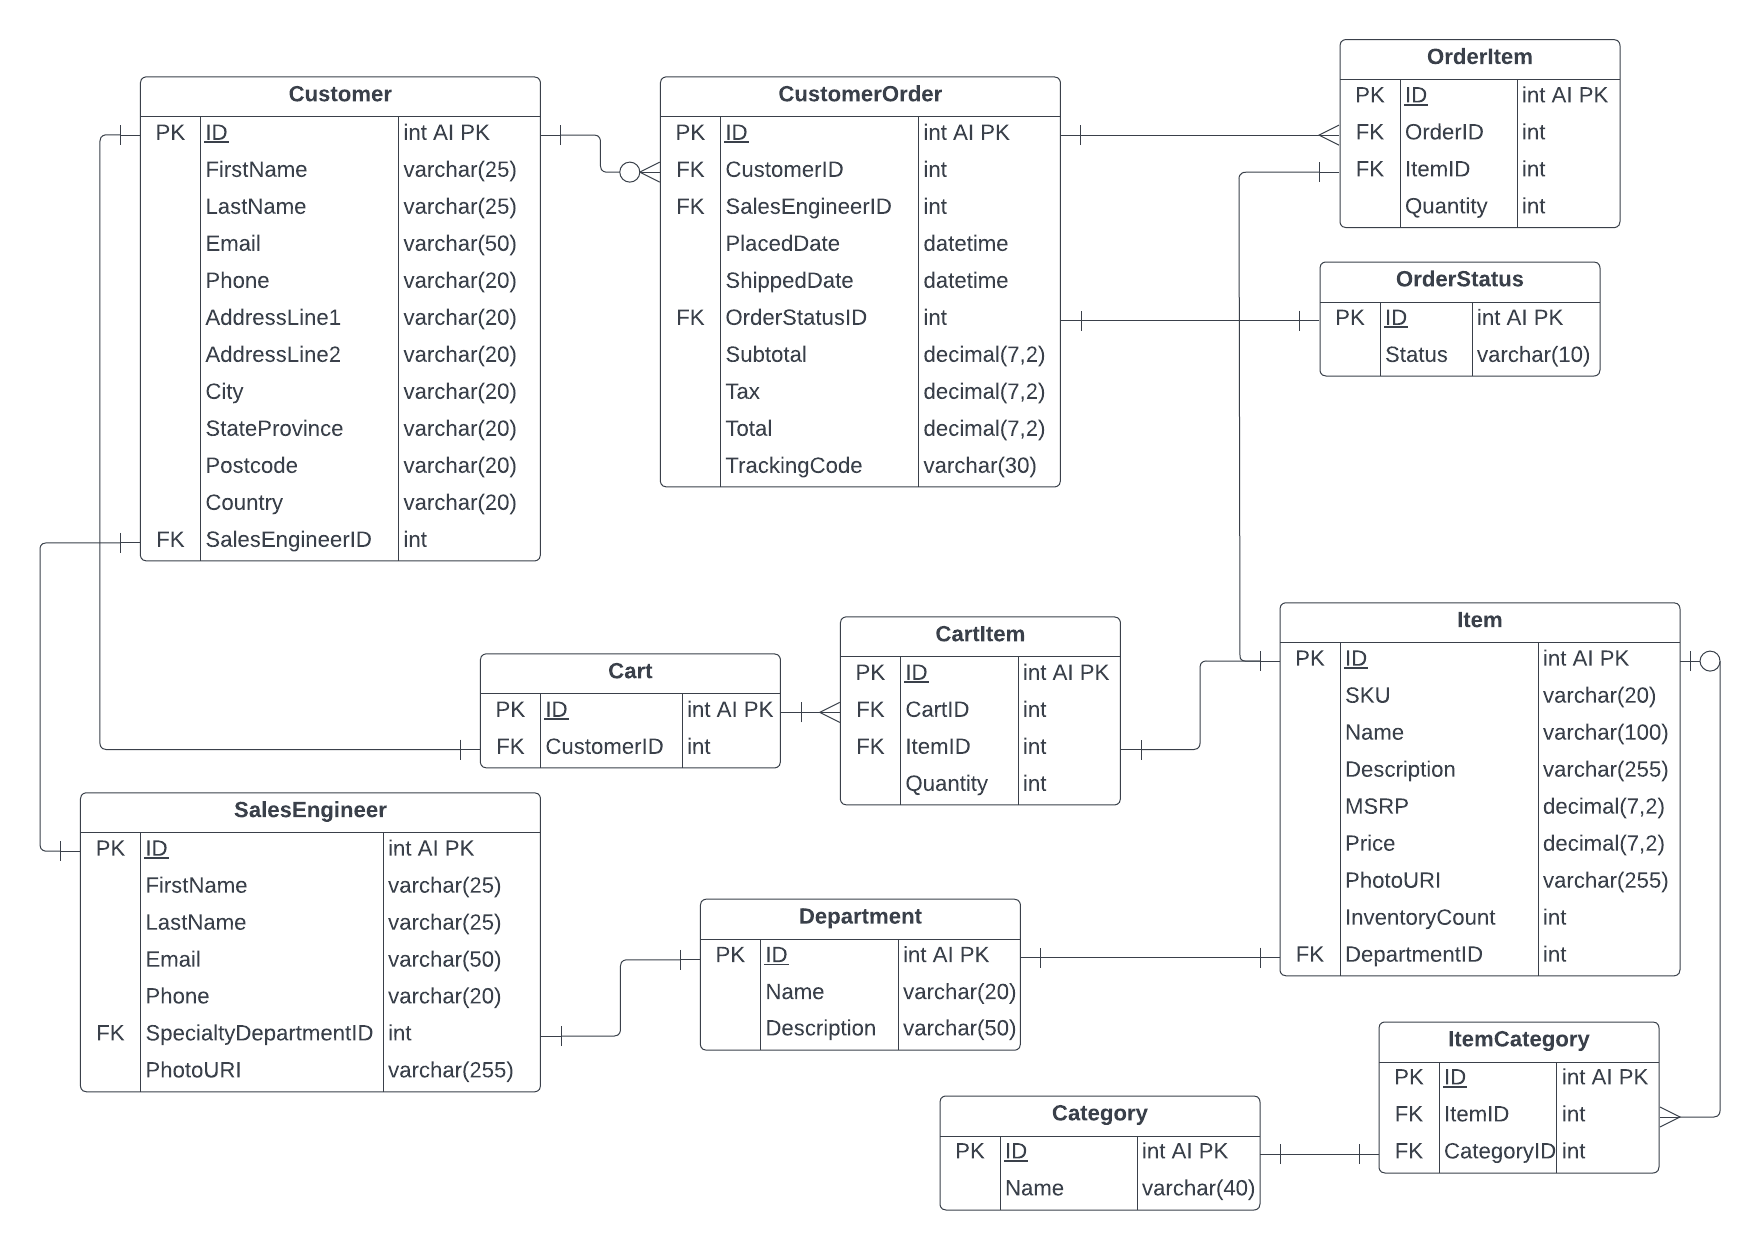 Customer
PK ID int AI PK
FirstName varchar(25)
LastName varchar(25)
Email varchar(50)
Phone varchar(20)
AddressLine1 varchar(20)
AddressLine2 varchar(20)
City varchar(20)
StateProvince varchar(20)
Postcode varchar(20)
Country varchar(20)
FK SalesEngineerID int
CustomerOrder
PK ID int AI PK
FK CustomerID int
FK SalesEngineerID int
PlacedDate datetime
ShippedDate datetime
FK OrderStatusID int
Subtotal decimal(7,2)
Tax decimal(7,2)
Total decimal(7,2)
TrackingCode varchar(30)
OrderItem
PK ID int AI PK
FK OrderID int
FK ItemID int
Quantity int
OrderStatus
PK ID int AI PK
Status varchar(10)
Cart
PK ID int AI PK
FK CustomerID int
CartItem
PK ID int AI PK
FK CartID int
FK ItemID int
Quantity int
Item
PK ID int AI PK
SKU varchar(20)
Name varchar(100)
Description varchar(255)
MSRP decimal(7,2)
Price decimal(7,2)
PhotoURI varchar(255)
InventoryCount int
FK DepartmentID int
SalesEngineer
PK ID int AI PK
FirstName varchar(25)
LastName varchar(25)
Email varchar(50)
Phone varchar(20)
FK SpecialtyDepartmentID int
PhotoURI varchar(255)
Department
PK ID int AI PK
Name varchar(20)
Description varchar(50)
Category
PK ID int AI PK
Name varchar(40)
ItemCategory
PK ID int AI PK
FK ItemID int
FK CategoryID int